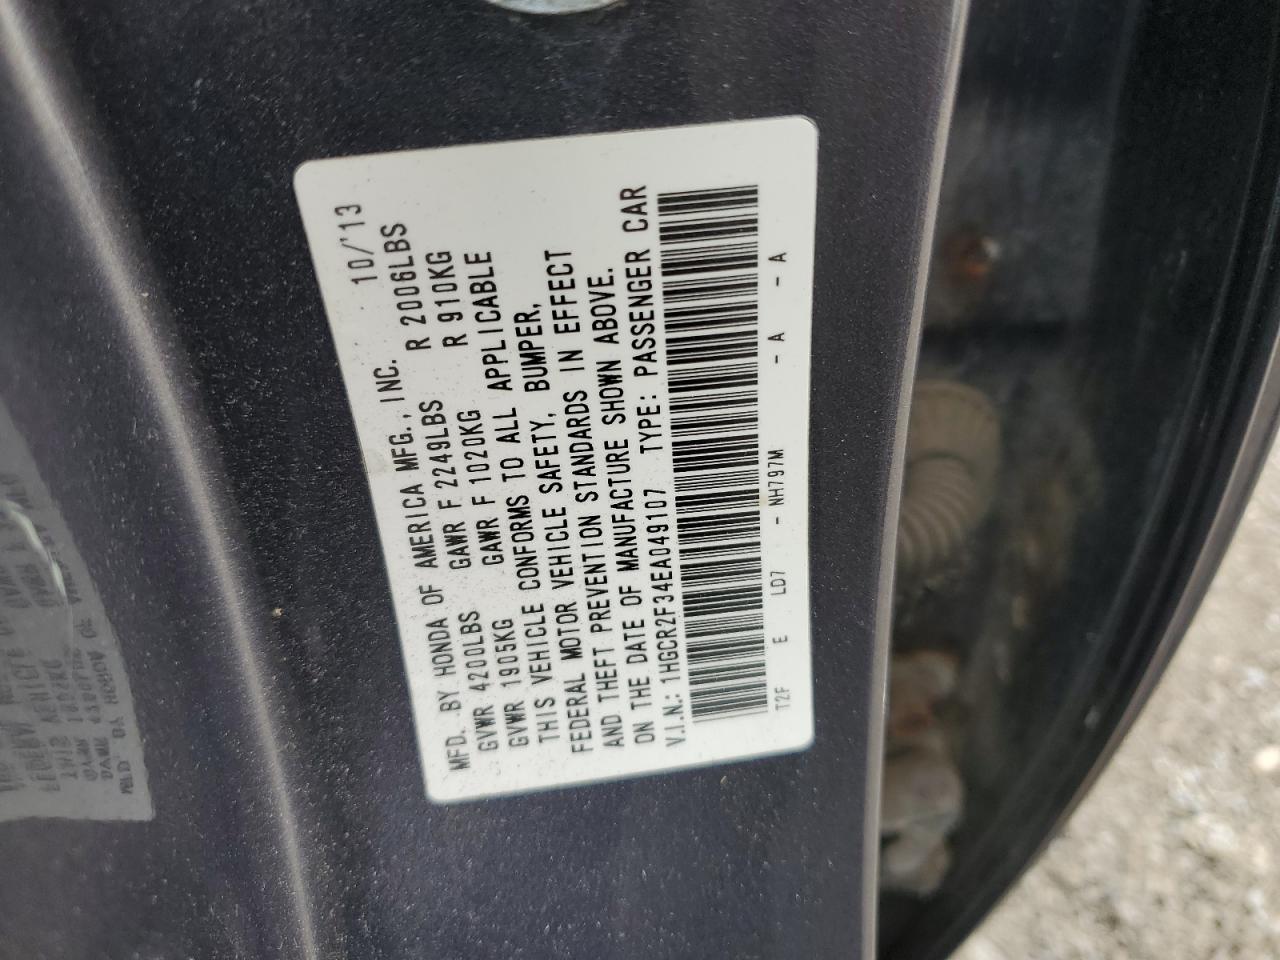 MFD. BY HONDA OF AMERICA MFG., INC. 10/'13
GVWR 4200LBS GAWR F 2249LBS R 2006LBS
GVWR 1905KG GAWR F 1020KG R 910KG
THIS VEHICLE CONFORMS TO ALL APPLICABLE
FEDERAL MOTOR VEHICLE SAFETY, BUMPER,
AND THEFT PREVENTION STANDARDS IN EFFECT
ON THE DATE OF MANUFACTURE SHOWN ABOVE.
V.I.N.: 1HGCR2F34EA049107 TYPE: PASSENGER CAR
T2F E LD7 - NH797M - A - A